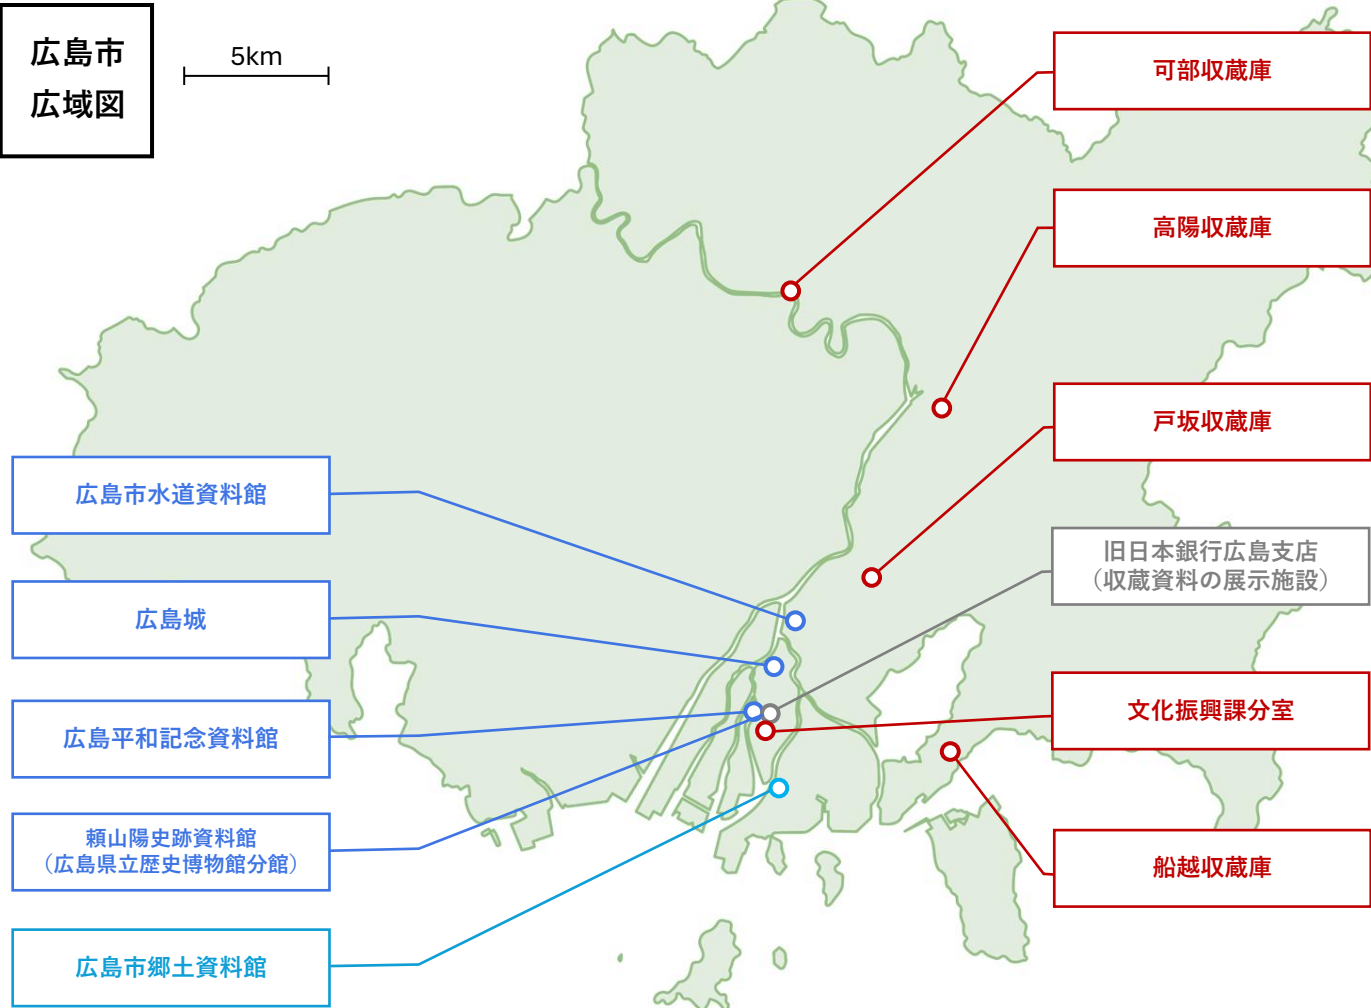 広島市
広域図
5km
可部収蔵庫
高陽収蔵庫
戸坂収蔵庫
旧日本銀行広島支店
（収蔵資料の展示施設）
文化振興課分室
船越収蔵庫
広島市水道資料館
広島城
広島平和記念資料館
頼山陽史跡資料館
（広島県立歴史博物館分館）
広島市郷土資料館